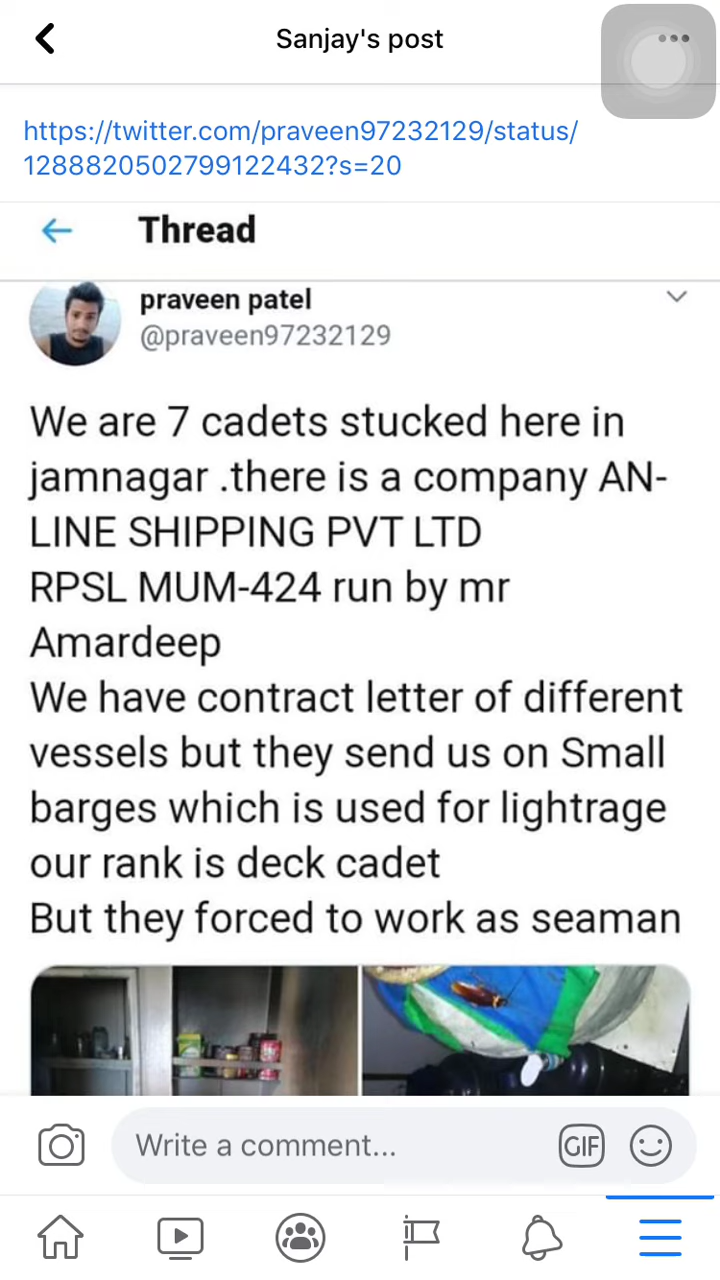 Sanjay's post
https://twitter.com/praveen97232129/status/
1288820502799122432?s=20
Thread
praveen patel
@praveen97232129
We are 7 cadets stucked here in
jamnagar .there is a company AN-
LINE SHIPPING PVT LTD
RPSL MUM-424 run by mr
Amardeep
We have contract letter of different
vessels but they send us on Small
barges which is used for lightrage
our rank is deck cadet
But they forced to work as seaman
Write a comment...
GIF